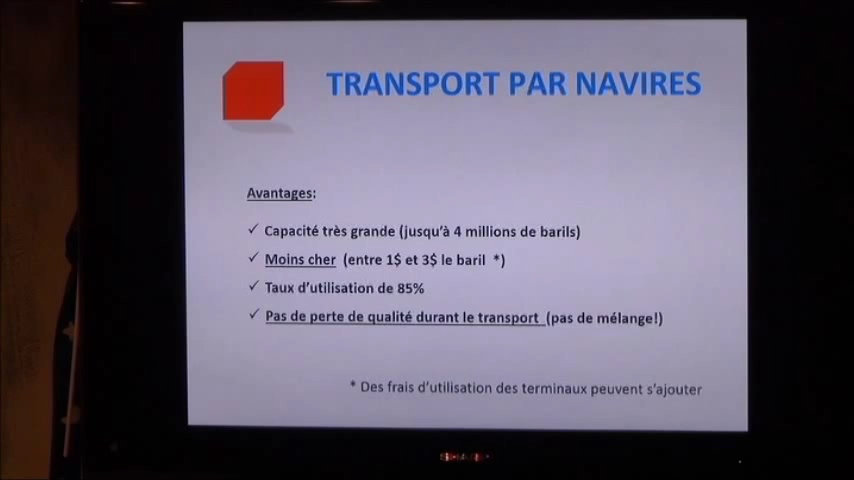 TRANSPORT PAR NAVIRES
Avantages:
✓ Capacité très grande (jusqu'à 4 millions de barils)
✓ Moins cher (entre 1$ et 3$ le baril *)
✓ Taux d'utilisation de 85%
✓ Pas de perte de qualité durant le transport (pas de mélange!)
* Des frais d'utilisation des terminaux peuvent s'ajouter
SHARP